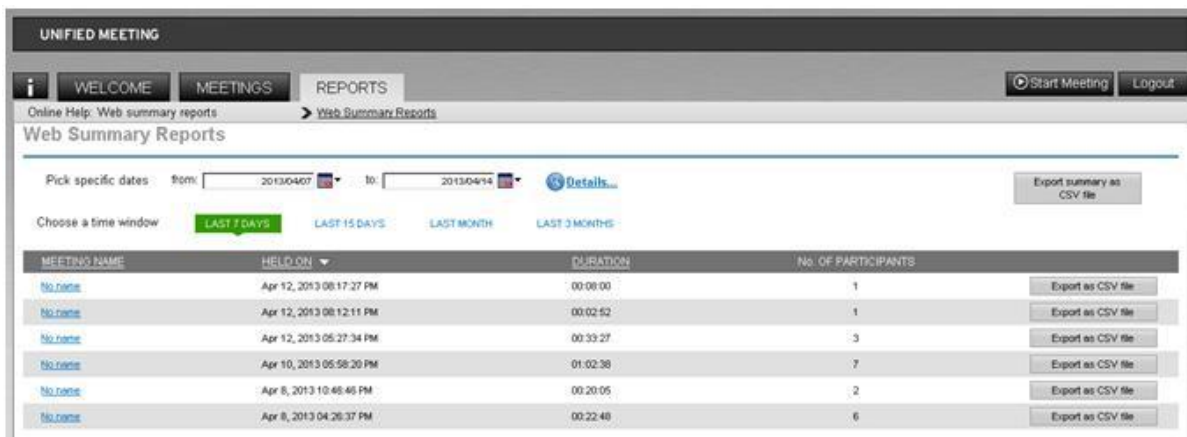 UNIFIED MEETING
i WELCOME MEETINGS REPORTS Start Meeting Logout
Online Help: Web summary reports Web Summary Reports
Web Summary Reports
Pick specific dates from: 2013/04/07 to: 2013/04/14 Details... Export summary as CSV file
Choose a time window LAST 7 DAYS LAST 15 DAYS LAST MONTH LAST 3 MONTHS
MEETING NAME HELD ON DURATION No. OF PARTICIPANTS
No name Apr 12, 2013 08:17:27 PM 00:08:00 1 Export as CSV file
No name Apr 12, 2013 08:12:11 PM 00:02:52 1 Export as CSV file
No name Apr 12, 2013 05:27:34 PM 00:33:27 3 Export as CSV file
No name Apr 10, 2013 05:58:20 PM 01:02:38 7 Export as CSV file
No name Apr 8, 2013 10:46:46 PM 00:20:05 2 Export as CSV file
No name Apr 8, 2013 04:26:37 PM 00:22:48 6 Export as CSV file